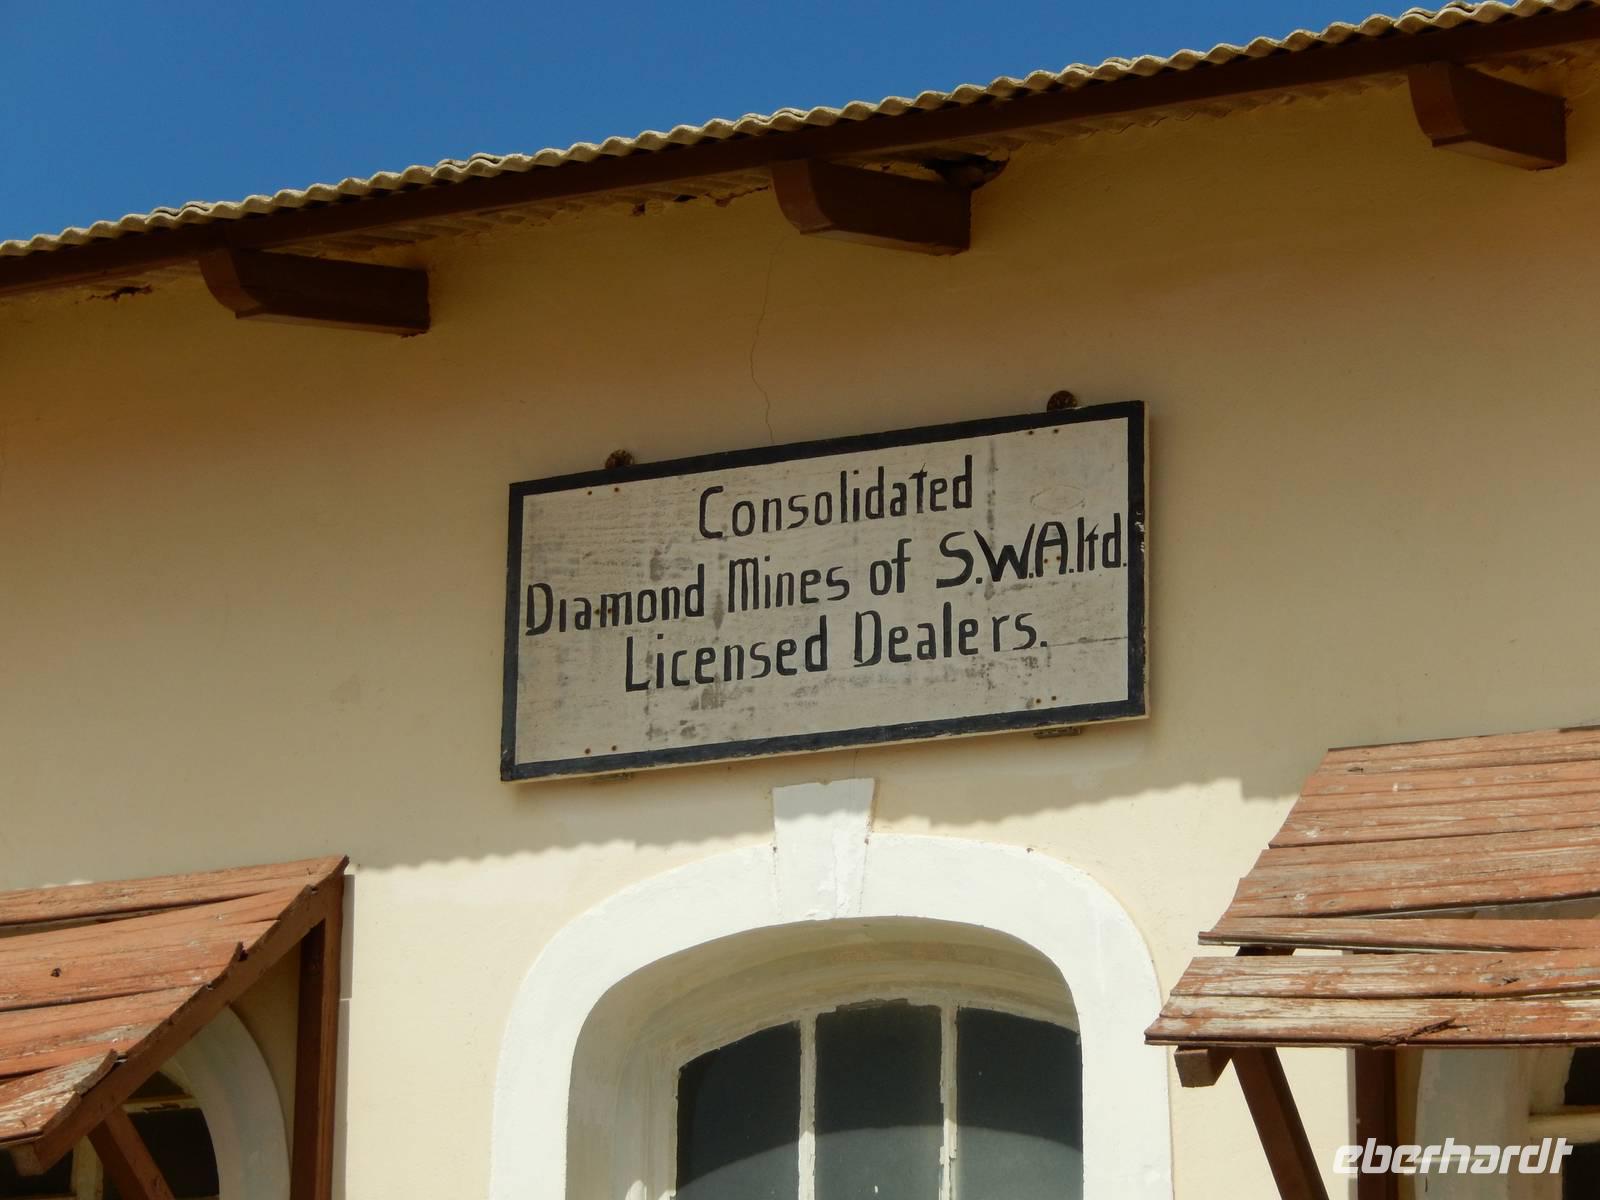 Consolidated
Diamond Mines of S.W.A.ltd.
Licensed Dealers.
eberhardt